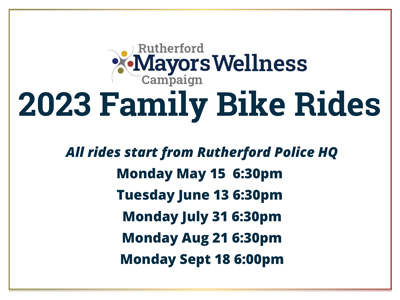 Rutherford
Mayors Wellness
Campaign
2023 Family Bike Rides
All rides start from Rutherford Police HQ
Monday May 15 6:30pm
Tuesday June 13 6:30pm
Monday July 31 6:30pm
Monday Aug 21 6:30pm
Monday Sept 18 6:00pm